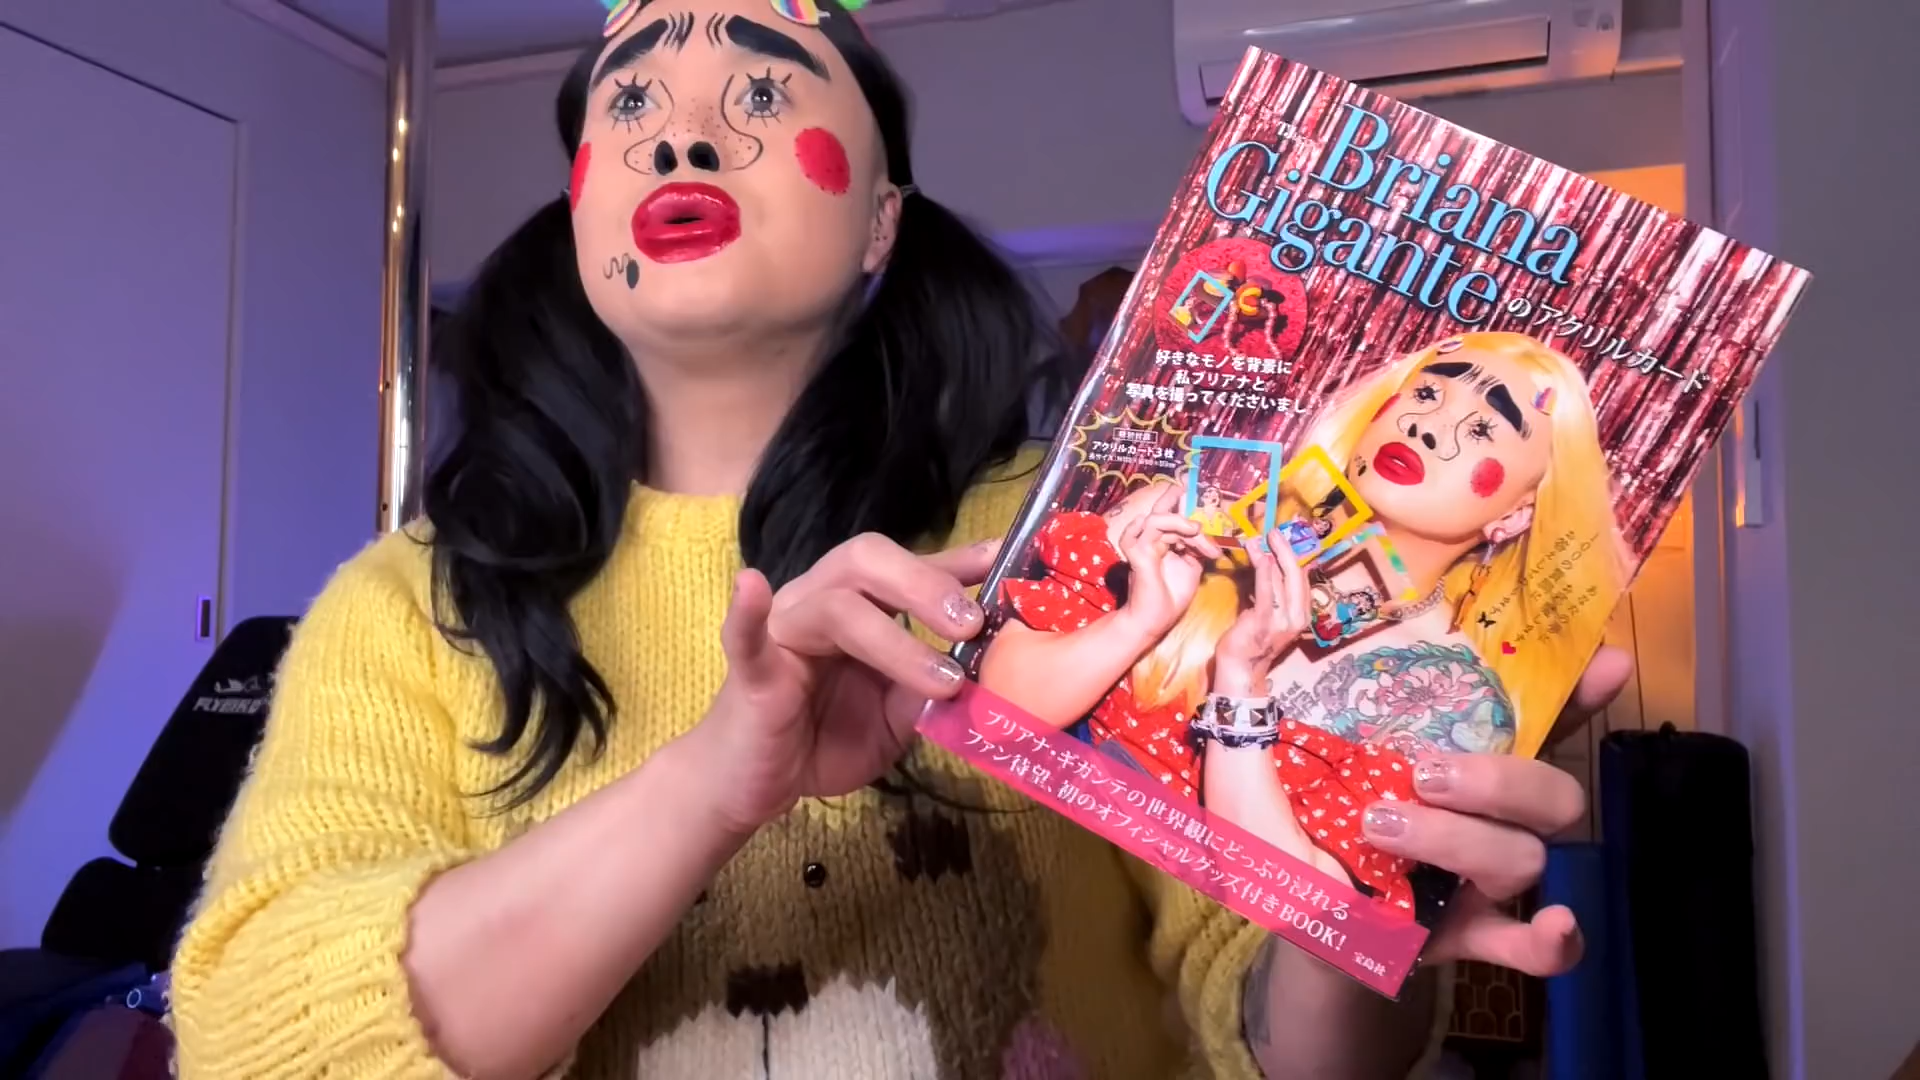 The
Briana
Gigante
のアクリルカード
好きなモノを背景に
私ブリアナと
写真を撮ってくださいまし
特別付録
アクリルカード3枚
ブリアナ・ギガンテの世界観にどっぷり浸れる
ファン待望、初のオフィシャルグッズ付きBOOK!
宝島社